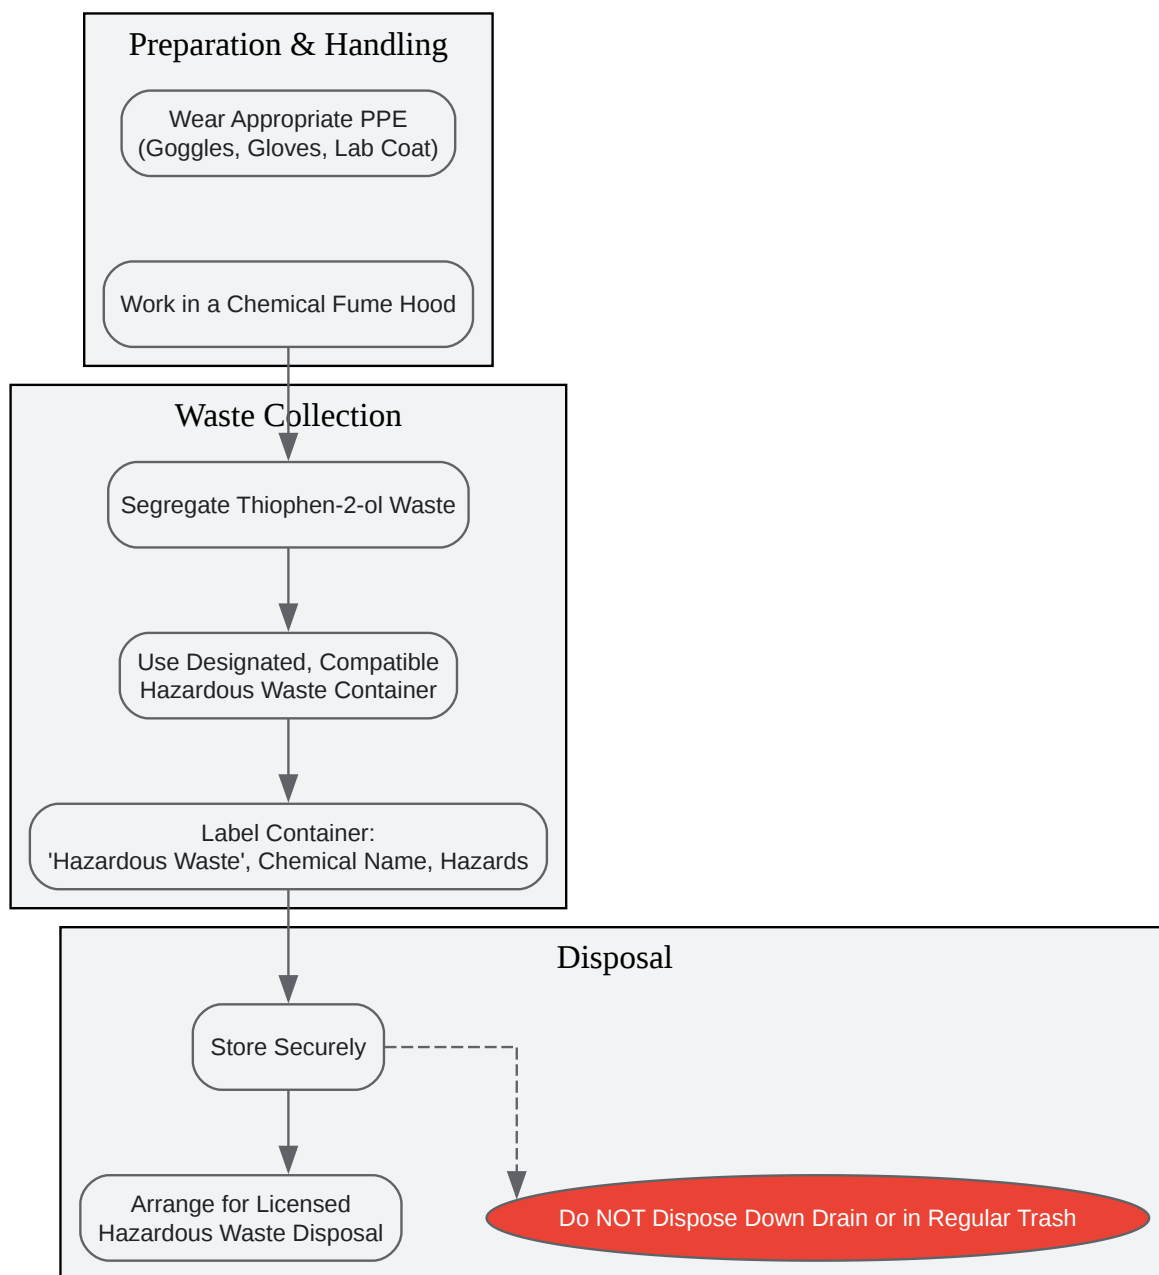 Preparation & Handling
Wear Appropriate PPE
(Goggles, Gloves, Lab Coat)
Work in a Chemical Fume Hood
Waste Collection
Segregate Thiophen-2-ol Waste
Use Designated, Compatible
Hazardous Waste Container
Label Container:
'Hazardous Waste', Chemical Name, Hazards
Disposal
Store Securely
Arrange for Licensed
Hazardous Waste Disposal
Do NOT Dispose Down Drain or in Regular Trash